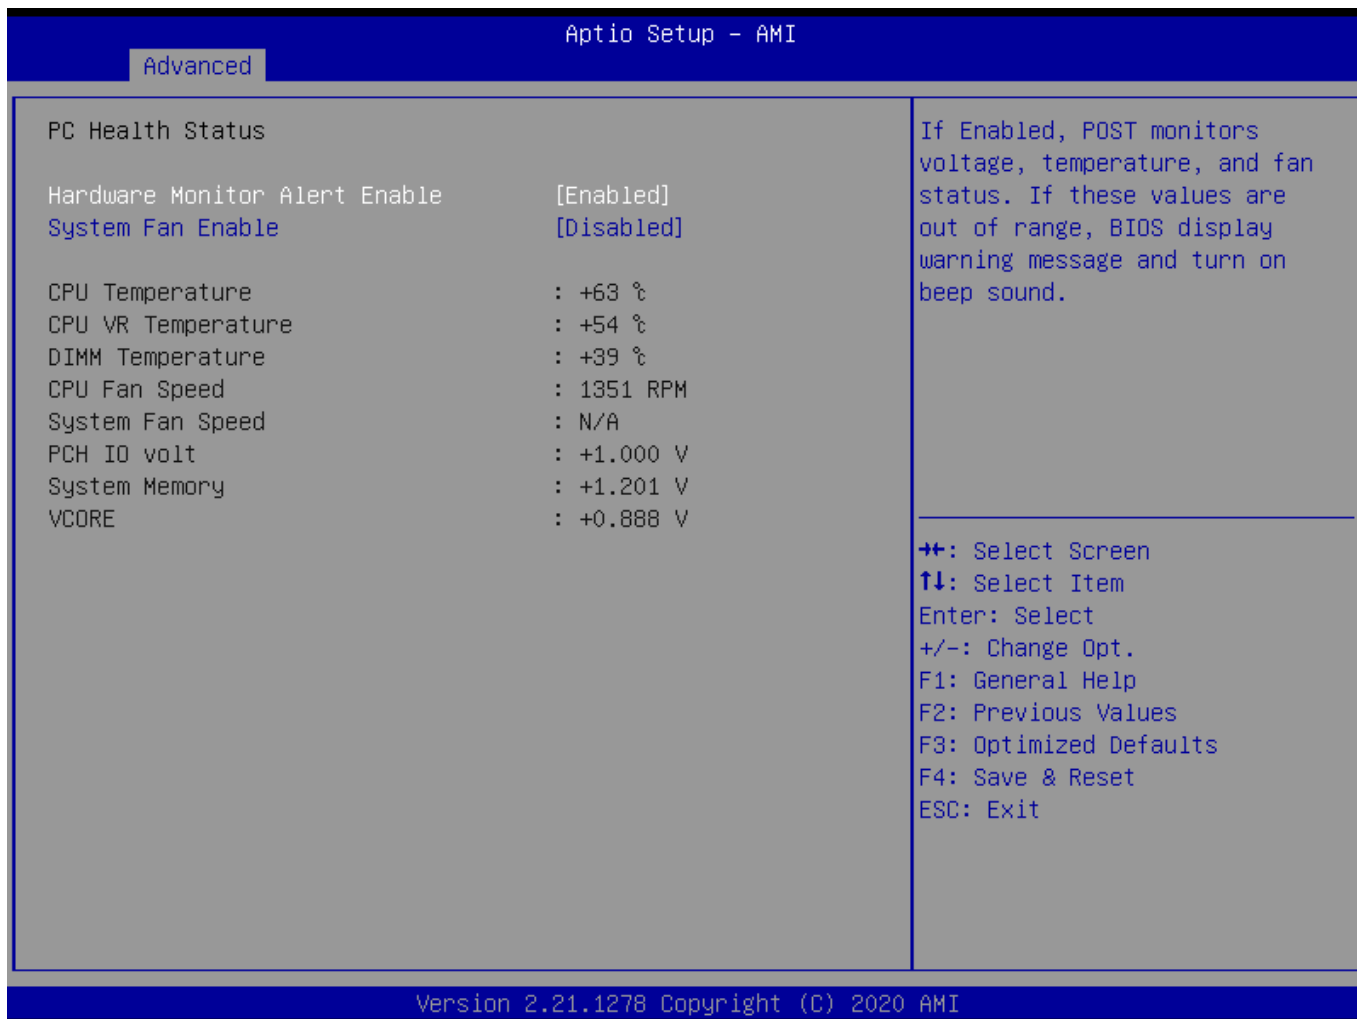 Aptio Setup – AMI
Advanced
PC Health Status
Hardware Monitor Alert Enable [Enabled]
System Fan Enable [Disabled]
CPU Temperature : +63 ℃
CPU VR Temperature : +54 ℃
DIMM Temperature : +39 ℃
CPU Fan Speed : 1351 RPM
System Fan Speed : N/A
PCH IO volt : +1.000 V
System Memory : +1.201 V
VCORE : +0.888 V
If Enabled, POST monitors
voltage, temperature, and fan
status. If these values are
out of range, BIOS display
warning message and turn on
beep sound.
→←: Select Screen
↑↓: Select Item
Enter: Select
+/-: Change Opt.
F1: General Help
F2: Previous Values
F3: Optimized Defaults
F4: Save & Reset
ESC: Exit
Version 2.21.1278 Copyright (C) 2020 AMI